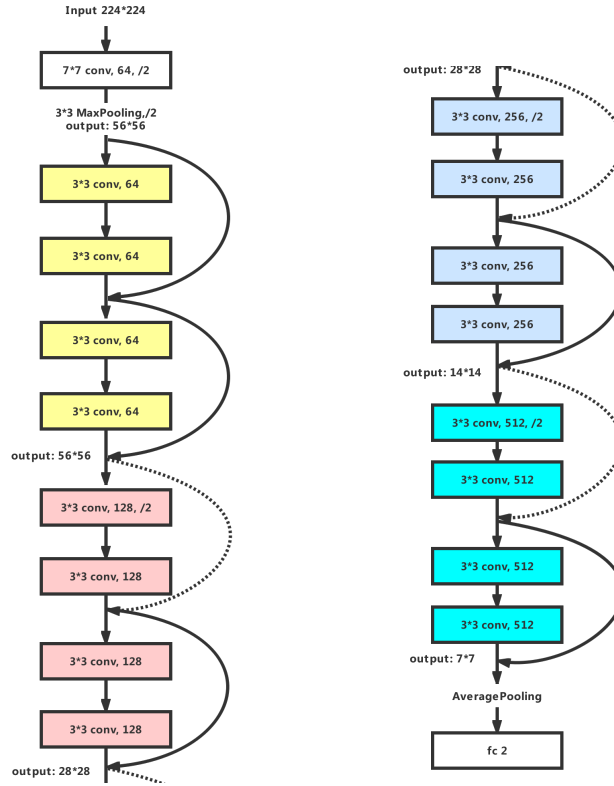 Input 224*224
7*7 conv, 64, /2
3*3 MaxPooling,/2
output: 56*56
3*3 conv, 64
3*3 conv, 64
3*3 conv, 64
3*3 conv, 64
output: 56*56
3*3 conv, 128, /2
3*3 conv, 128
3*3 conv, 128
3*3 conv, 128
output: 28*28
output: 28*28
3*3 conv, 256, /2
3*3 conv, 256
3*3 conv, 256
3*3 conv, 256
output: 14*14
3*3 conv, 512, /2
3*3 conv, 512
3*3 conv, 512
3*3 conv, 512
output: 7*7
AveragePooling
fc 2